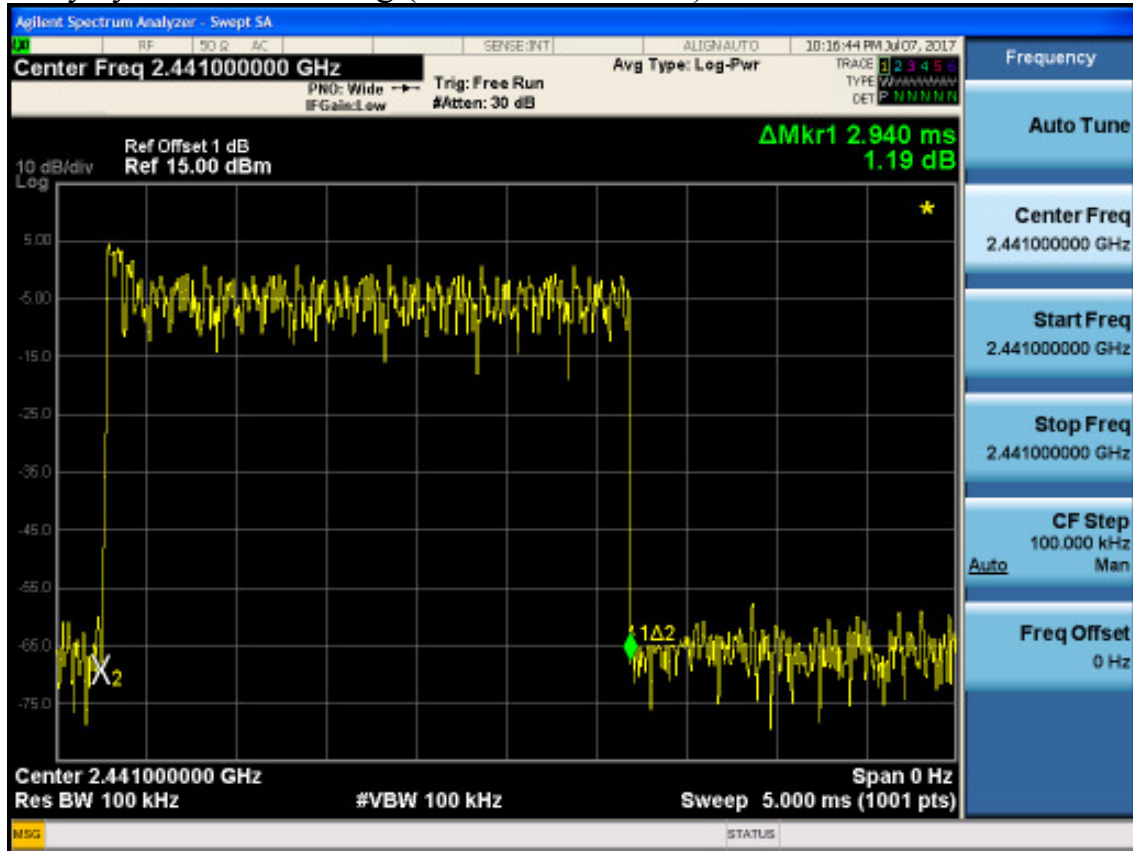 Agilent Spectrum Analyzer - Swept SA
RF 50 Ω AC SENSE:INT ALIGNAUTO 10:16:44 PM Jul 07, 2017
Center Freq 2.441000000 GHz
PNO: Wide
IFGain:Low
Trig: Free Run
#Atten: 30 dB
Avg Type: Log-Pwr
TRACE 1 2 3 4 5 6
TYPE
DET P N N N N N
Ref Offset 1 dB
Ref 15.00 dBm
10 dB/div
Log
ΔMkr1 2.940 ms
1.19 dB
5.00
-5.00
-15.0
-25.0
-35.0
-45.0
-55.0
-65.0
-75.0
2
1Δ2
Center 2.441000000 GHz
Span 0 Hz
Res BW 100 kHz
#VBW 100 kHz
Sweep 5.000 ms (1001 pts)
MSG
STATUS
Frequency
Auto Tune
Center Freq
2.441000000 GHz
Start Freq
2.441000000 GHz
Stop Freq
2.441000000 GHz
CF Step
100.000 kHz
Auto Man
Freq Offset
0 Hz